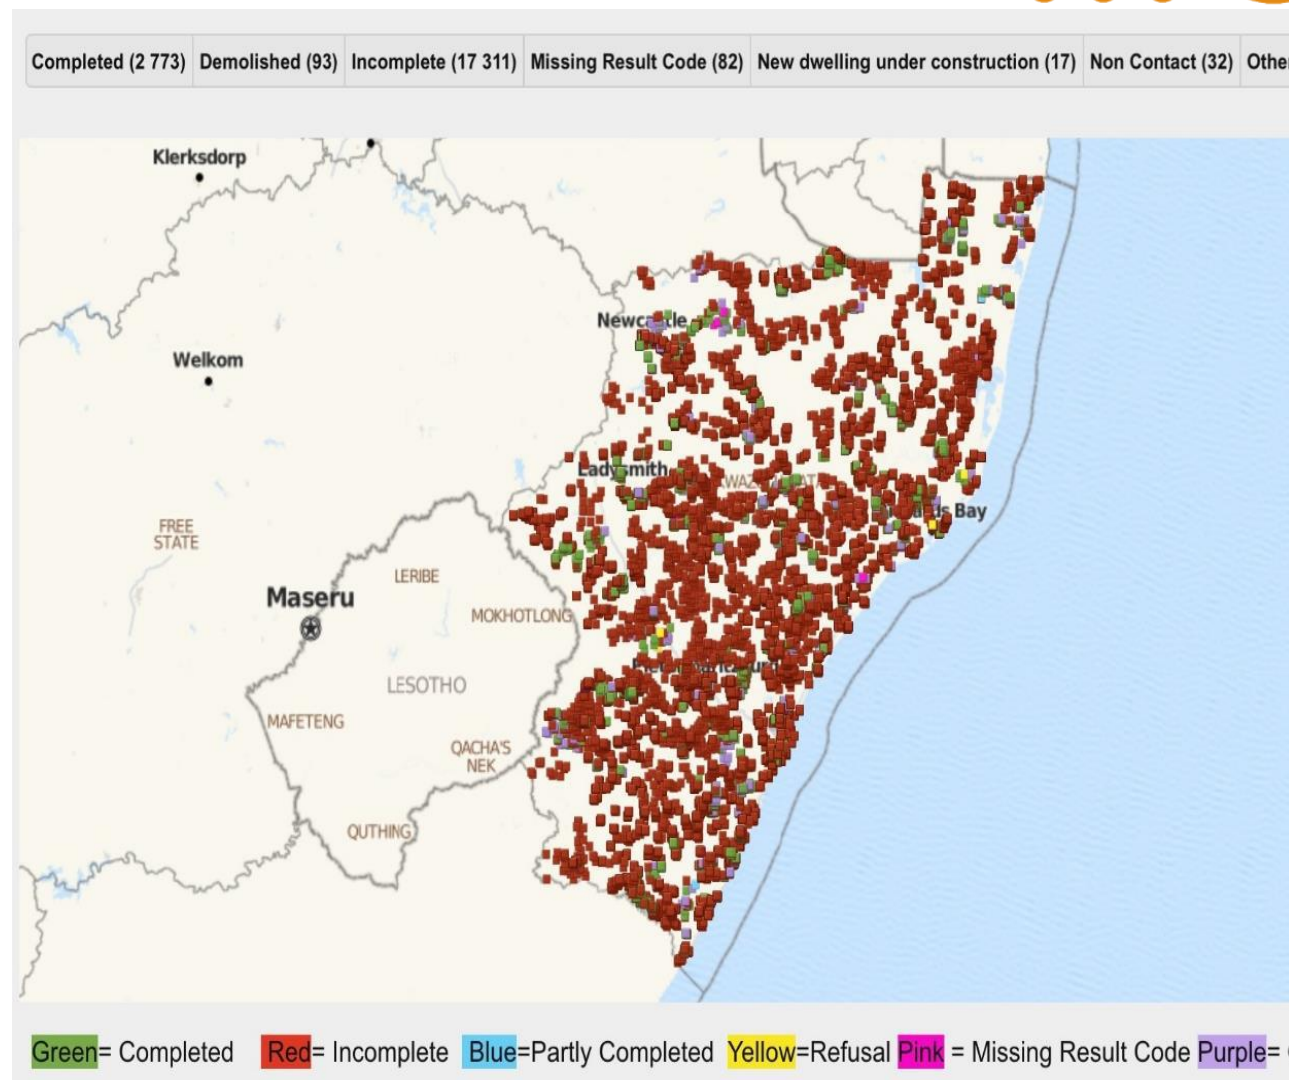 Completed (2 773) Demolished (93) Incomplete (17 311) Missing Result Code (82) New dwelling under construction (17) Non Contact (32)
Klerksdorp
Newcastle
Welkom
Ladysmith
FREE
STATE
LERIBE
Maseru
MOKHOTLONG
LESOTHO
MAFETENG
QACHA'S
NEK
QUTHING
Bay
Green= Completed Red= Incomplete Blue=Partly Completed Yellow=Refusal Pink = Missing Result Code Purple=